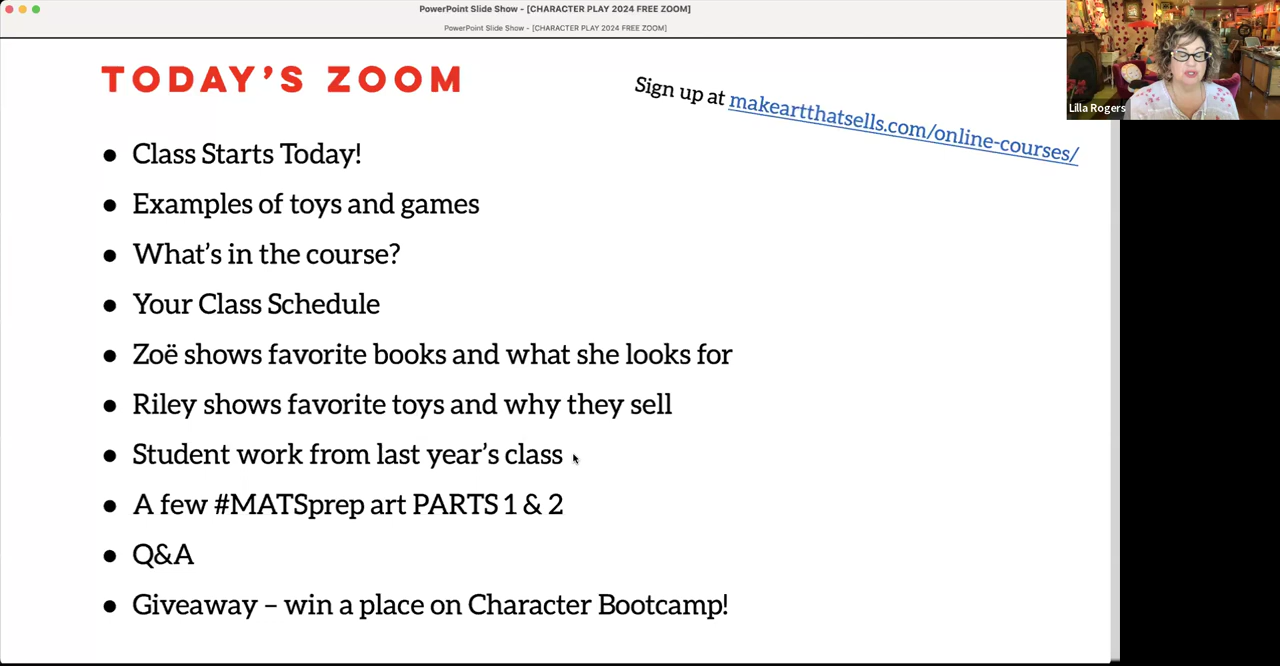 PowerPoint Slide Show - [CHARACTER PLAY 2024 FREE ZOOM]
PowerPoint Slide Show - [CHARACTER PLAY 2024 FREE ZOOM]
TODAY'S ZOOM
Sign up at makeartthatsells.com/online-courses/
Lilla Rogers
● Class Starts Today!
● Examples of toys and games
● What's in the course?
● Your Class Schedule
● Zoë shows favorite books and what she looks for
● Riley shows favorite toys and why they sell
● Student work from last year's class
● A few #MATSprep art PARTS 1 & 2
● Q&A
● Giveaway – win a place on Character Bootcamp!